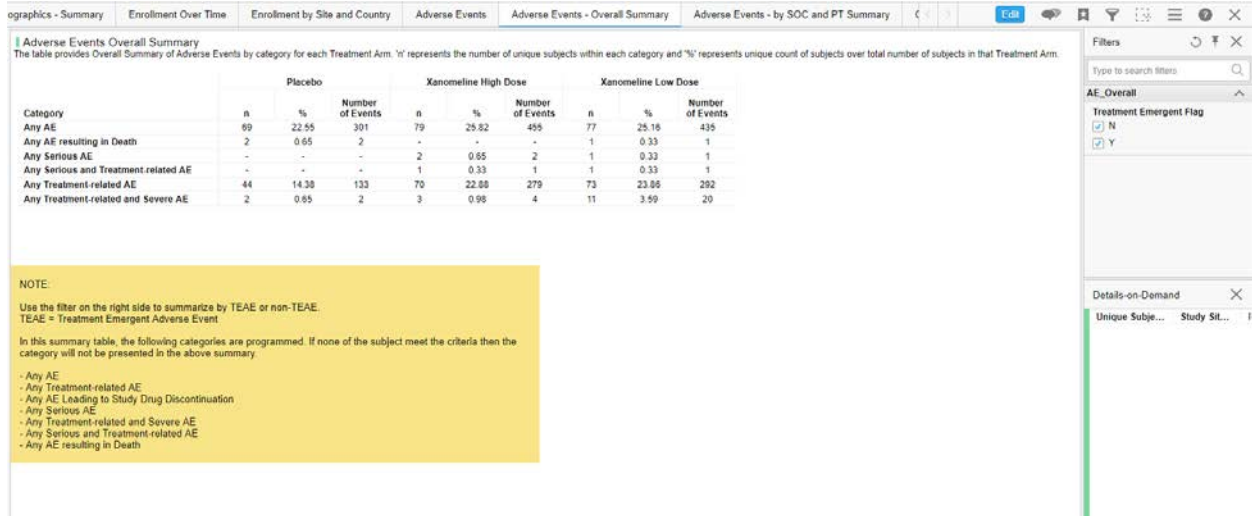 ographics - Summary Enrollment Over Time Enrollment by Site and Country Adverse Events Adverse Events - Overall Summary Adverse Events - by SOC and PT Summary Edit
Adverse Events Overall Summary
The table provides Overall Summary of Adverse Events by category for each Treatment Arm. 'n' represents the number of unique subjects within each category and '%' represents unique count of subjects over total number of subjects in that Treatment Arm.
Placebo Xanomeline High Dose Xanomeline Low Dose
Category n % Number of Events n % Number of Events n % Number of Events
Any AE 69 22.55 301 79 25.82 455 77 25.16 435
Any AE resulting in Death 2 0.65 2 - - - 1 0.33 1
Any Serious AE - - - 2 0.65 2 1 0.33 1
Any Serious and Treatment-related AE - - - 1 0.33 1 1 0.33 1
Any Treatment-related AE 44 14.38 133 70 22.88 279 73 23.86 292
Any Treatment-related and Severe AE 2 0.65 2 3 0.98 4 11 3.59 20
NOTE:
Use the filter on the right side to summarize by TEAE or non-TEAE.
TEAE = Treatment Emergent Adverse Event
In this summary table, the following categories are programmed. If none of the subject meet the criteria then the
category will not be presented in the above summary.
- Any AE
- Any Treatment-related AE
- Any AE Leading to Study Drug Discontinuation
- Any Serious AE
- Any Treatment-related and Severe AE
- Any Serious and Treatment-related AE
- Any AE resulting in Death
Filters
Type to search filters
AE_Overall
Treatment Emergent Flag
N
Y
Details-on-Demand
Unique Subje... Study Sit...